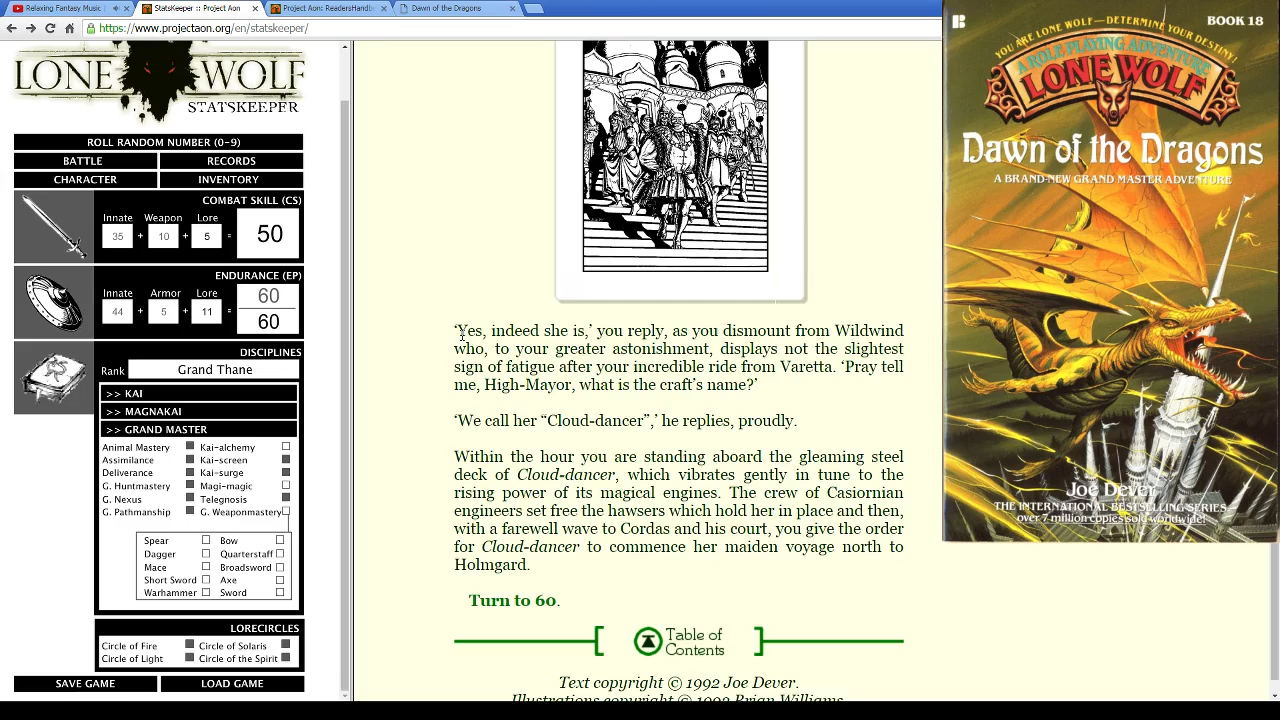 Relaxing Fantasy Music
StatsKeeper :: Project Aon
Project Aon: ReadersHandb
Dawn of the Dragons
https://www.projectaon.org/en/statskeeper/
LONE WOLF
STATSKEEPER
ROLL RANDOM NUMBER (0-9)
BATTLE RECORDS
CHARACTER INVENTORY
COMBAT SKILL (CS)
Innate Weapon Lore
35 + 10 + 5 = 50
ENDURANCE (EP)
Innate Armor Lore 60
44 + 5 + 11 = 60
DISCIPLINES
Rank Grand Thane
>> KAI
>> MAGNAKAI
>> GRAND MASTER
Animal Mastery Kai-alchemy
Assimilance Kai-screen
Deliverance Kai-surge
G. Huntmastery Magi-magic
G. Nexus Telegnosis
G. Pathmanship G. Weaponmastery
Spear Bow
Dagger Quarterstaff
Mace Broadsword
Short Sword Axe
Warhammer Sword
LORECIRCLES
Circle of Fire Circle of Solaris
Circle of Light Circle of the Spirit
SAVE GAME LOAD GAME
‘Yes, indeed she is,’ you reply, as you dismount from Wildwind
who, to your greater astonishment, displays not the slightest
sign of fatigue after your incredible ride from Varetta. ‘Pray tell
me, High-Mayor, what is the craft’s name?’
‘We call her “Cloud-dancer”,’ he replies, proudly.
Within the hour you are standing aboard the gleaming steel
deck of Cloud-dancer, which vibrates gently in tune to the
rising power of its magical engines. The crew of Casiornian
engineers set free the hawsers which hold her in place and then,
with a farewell wave to Cordas and his court, you give the order
for Cloud-dancer to commence her maiden voyage north to
Holmgard.
Turn to 60.
Table of
Contents
Text copyright © 1992 Joe Dever.
Illustrations copyright © 1992 Brian Williams.
B
BOOK 18
YOU ARE LONE WOLF—DETERMINE YOUR DESTINY!
A ROLE PLAYING ADVENTURE
LONE WOLF
Dawn of the Dragons
A BRAND-NEW GRAND MASTER ADVENTURE
Joe Dever
THE INTERNATIONAL BESTSELLING SERIES—
over 7 million copies sold worldwide!